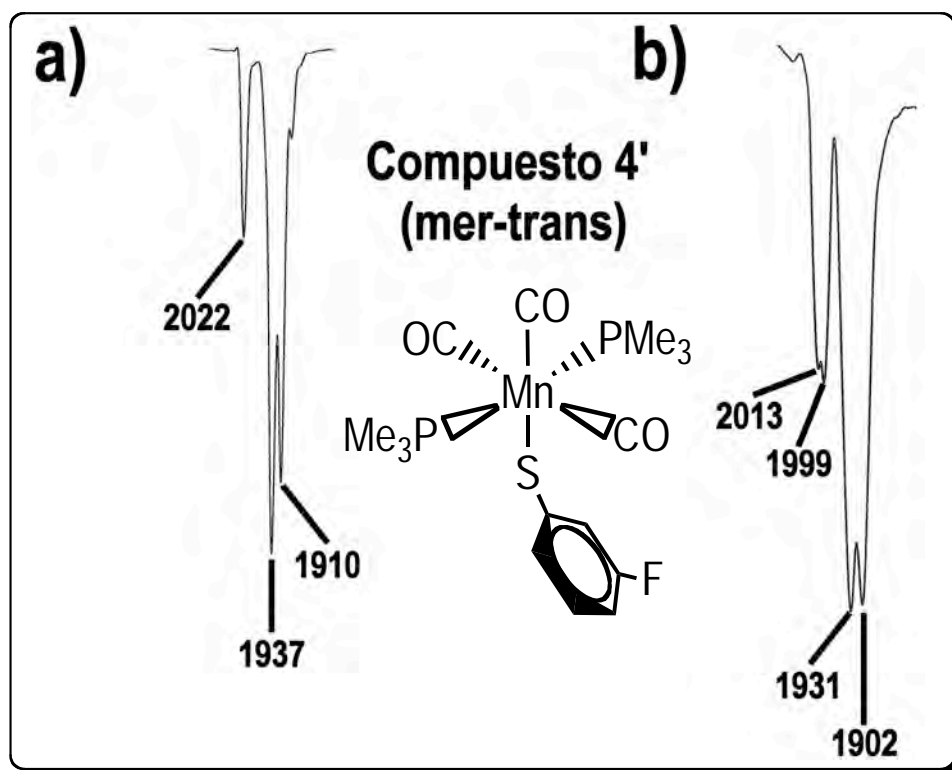 a)
b)
Compuesto 4'
(mer-trans)
2022
CO
OC
PMe3
Mn
Me3P
CO
S
F
1910
1937
2013
1999
1931
1902